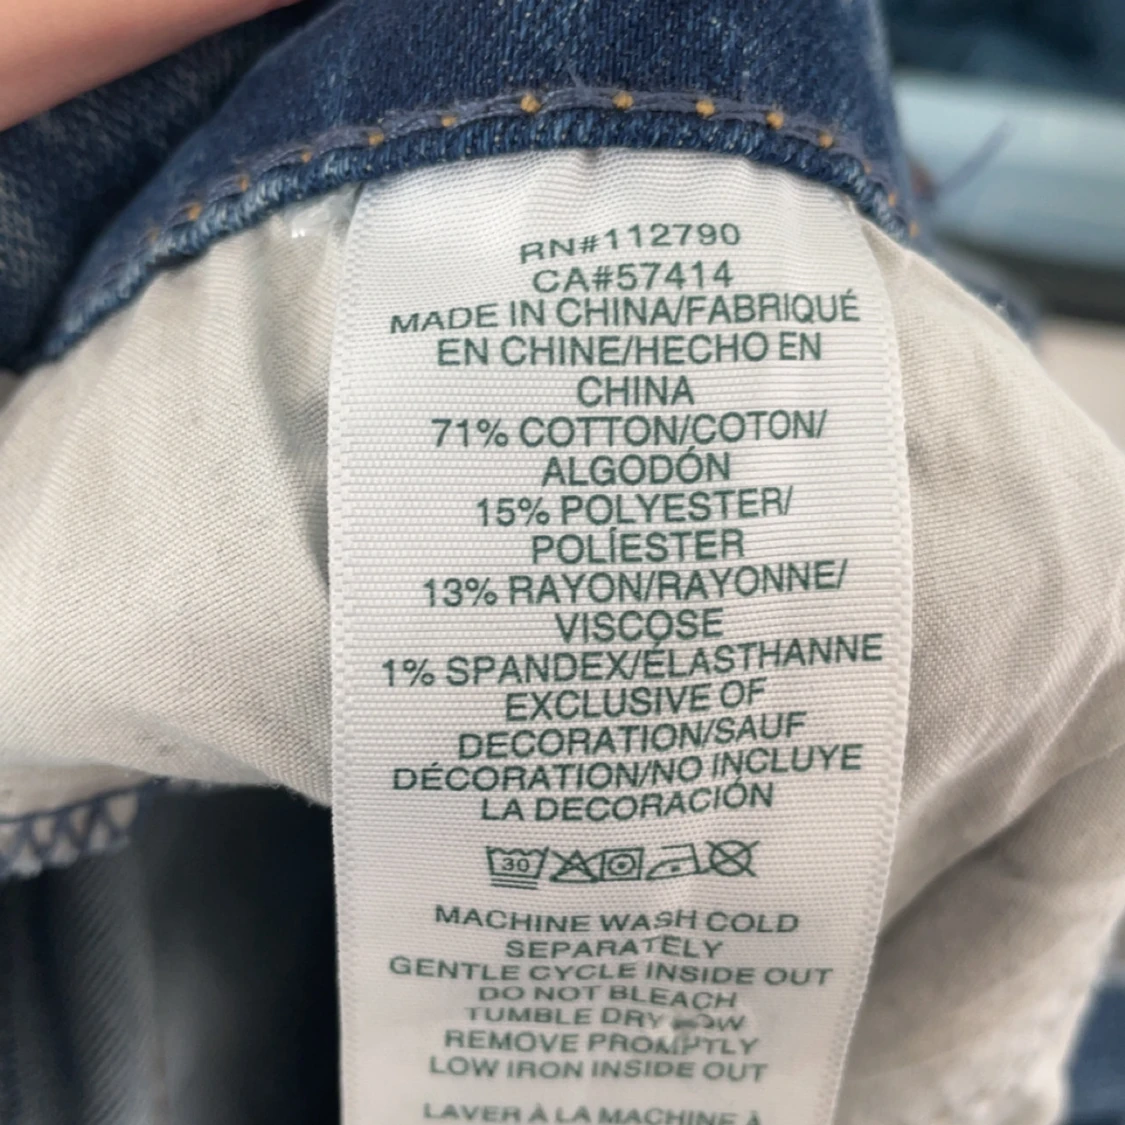 RN#112790
CA#57414
MADE IN CHINA/FABRIQUÉ
EN CHINE/HECHO EN
CHINA
71% COTTON/COTON/
ALGODÓN
15% POLYESTER/
POLÍESTER
13% RAYON/RAYONNE/
VISCOSE
1% SPANDEX/ÉLASTHANNE
EXCLUSIVE OF
DECORATION/SAUF
DÉCORATION/NO INCLUYE
LA DECORACIÓN
30
MACHINE WASH COLD
SEPARATELY
GENTLE CYCLE INSIDE OUT
DO NOT BLEACH
TUMBLE DRY LOW
REMOVE PROMPTLY
LOW IRON INSIDE OUT
LAVER À LA MACHINE À